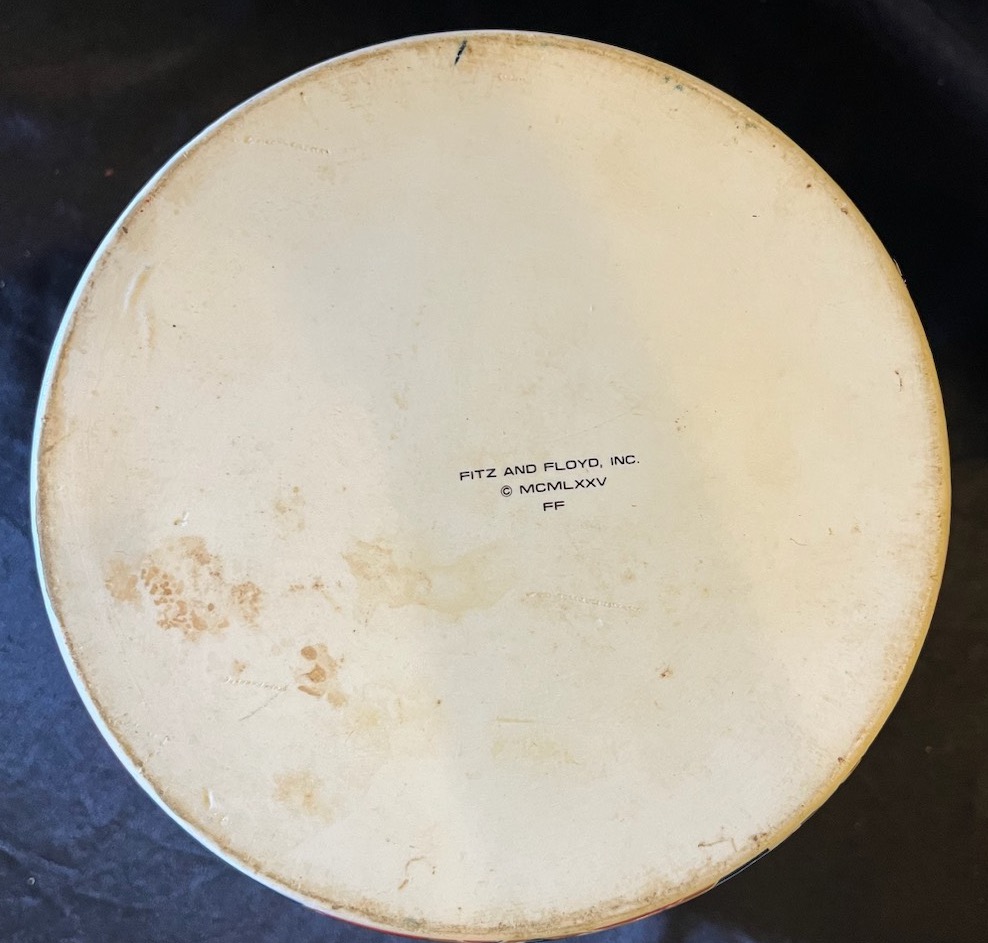 FITZ AND FLOYD, INC.
© MCMLXXV
FF